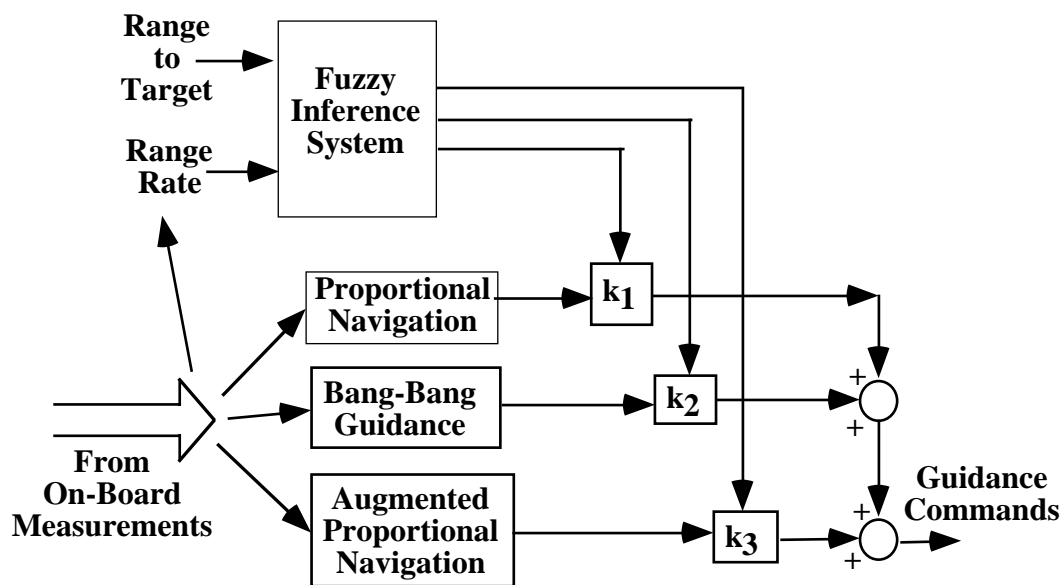 Range
to
Target
Range
Rate
Fuzzy
Inference
System
Proportional
Navigation
k1
Bang-Bang
Guidance
k2
+
+
From
On-Board
Measurements
Augmented
Proportional
Navigation
k3
+
+
Guidance
Commands